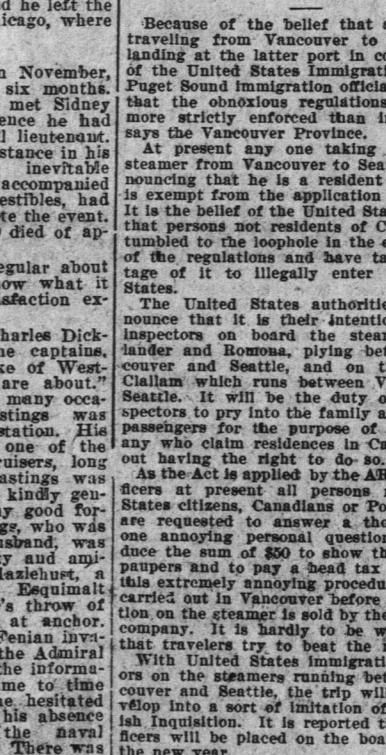 d he left the
icago, where
n November,
six months.
met Sidney
ence he had
l lieutenant.
stance in his
inevitable
accompanied
estibles, had
te the event.
died of ap-
egular about
ow what it
sfaction ex-
harles Dick-
ne captains,
ke of West-
are about."
many occa-
stings was
station. His
one of the
ruisers, long
astings was
kindly gen-
y good for-
gs, who was
usband, was
y and ami-
Hazlehust, a
Esquimalt
's throw of
at anchor.
Fenian inva-
the Admiral
the informa-
me to time
he hesitated
his absence
the naval
There was
Because of the belief that
traveling from Vancouver to
landing at the latter port in co
of the United States Immigrati
Puget Sound immigration officia
that the obnoxious regulations
more strictly enforced than i
says the Vancouver Province.
At present any one taking
steamer from Vancouver to Sea
nouncing that he is a resident
is exempt from the application
It is the belief of the United Sta
that persons not residents of C
tumbled to the loophole in the e
of the regulations and have ta
tage of it to illegally enter
States.
The United States authoritie
nounce that it is their intentio
inspectors on board the stear
lander and Romona, plying bet
couver and Seattle, and on t
Clallam which runs between V
Seattle. It will be the duty o
spectors to pry into the family a
passengers for the purpose of
any who claim residences in Ca
out having the right to do so.
As the Act is applied by the
ficers at present all persons
States citizens, Canadians or Po
are requested to answer a tho
one annoying personal question
duce the sum of $50 to show th
paupers and to pay a head tax
this extremely annoying procedu
carried out in Vancouver before
tion on the steamer is sold by the
company. It is hardly to be w
that travelers try to beat the
With United States immigrati
ors on the steamers running bet
couver and Seattle, the trip wil
velop into a sort of imitation of
ish Inquisition. It is reported t
ficers will be placed on the boa
the new year.